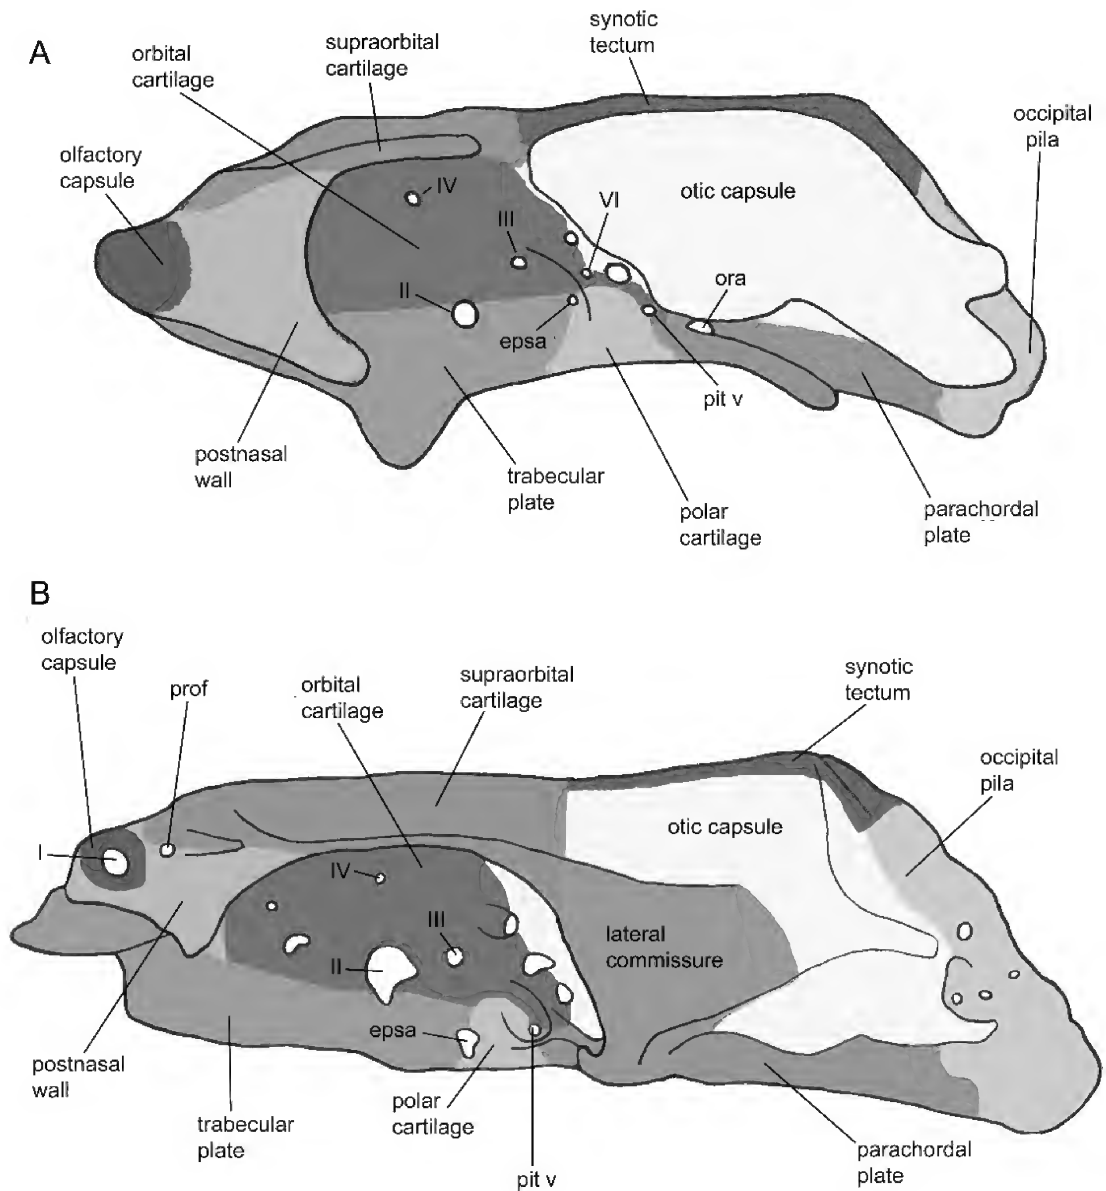 A
orbital
cartilage
supraorbital
cartilage
synotic
tectum
occipital
pila
olfactory
capsule
IV
III
VI
otic capsule
II
epsa
ora
pit v
postnasal
wall
trabecular
plate
polar
cartilage
parachordal
plate
B
olfactory
capsule
prof
orbital
cartilage
supraorbital
cartilage
synotic
tectum
occipital
pila
I
IV
III
II
otic capsule
lateral
commissure
epsa
postnasal
wall
trabecular
plate
polar
cartilage
pit v
parachordal
plate